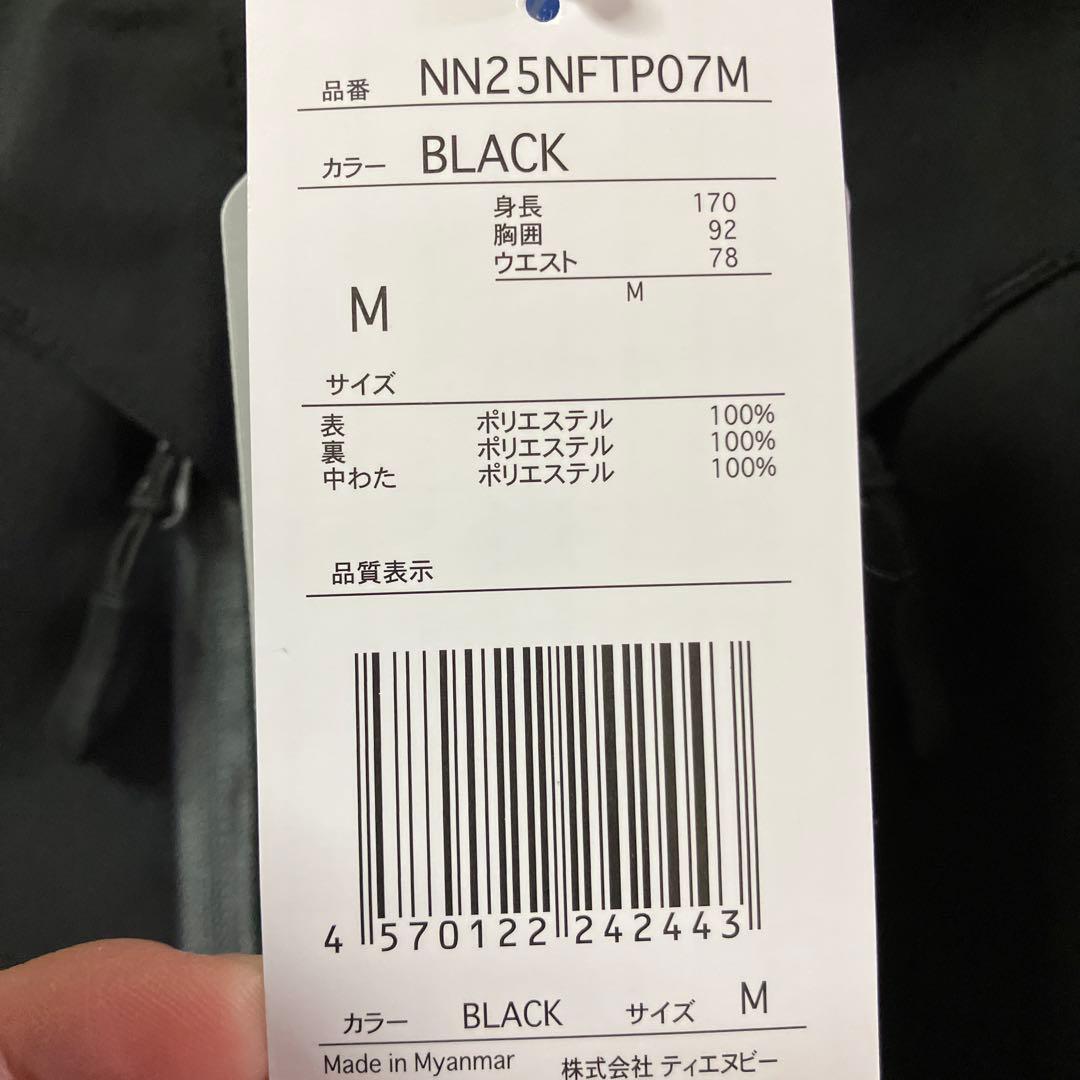 品番 NN25NFTP07M
カラー BLACK
身長 170
胸囲 92
ウエスト 78
M
M
サイズ
表 ポリエステル 100%
裏 ポリエステル 100%
中わた ポリエステル 100%
品質表示
4 570122 242443
カラー BLACK サイズ M
Made in Myanmar 株式会社 ティエヌビー